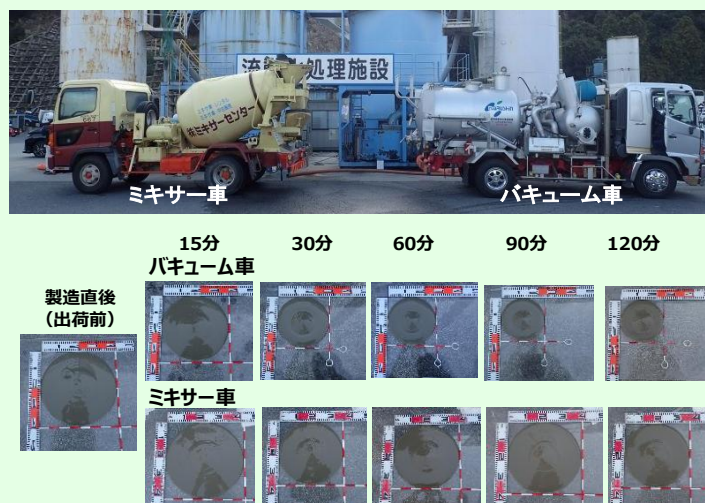 処理施設
㈱ミキサーセンター
ミキサー車
バキューム車
15分
30分
60分
90分
120分
バキューム車
製造直後
（出荷前）
ミキサー車